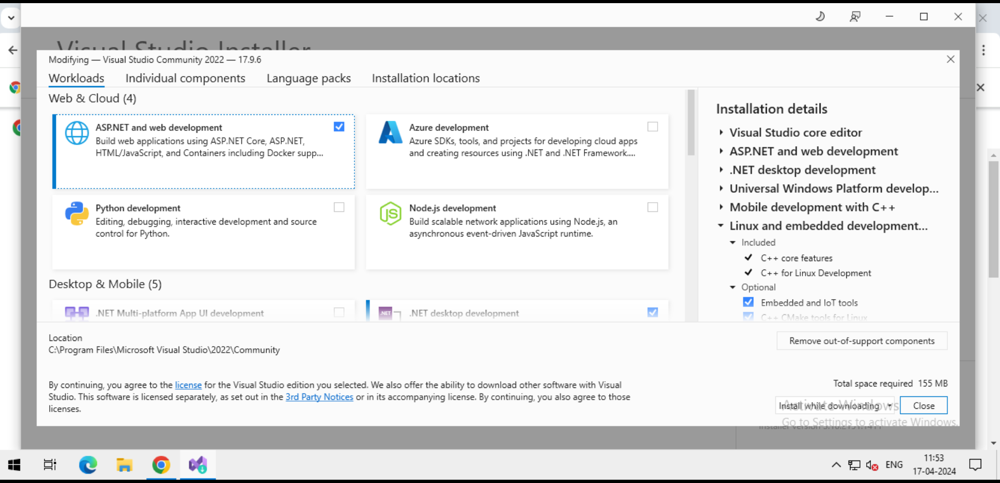 Visual Studio Installer
Modifying — Visual Studio Community 2022 — 17.9.6
Workloads
Individual components
Language packs
Installation locations
Web & Cloud (4)
ASP.NET and web development
Build web applications using ASP.NET Core, ASP.NET,
HTML/JavaScript, and Containers including Docker supp...
Azure development
Azure SDKs, tools, and projects for developing cloud apps
and creating resources using .NET and .NET Framework....
Python development
Editing, debugging, interactive development and source
control for Python.
JS
Node.js development
Build scalable network applications using Node.js, an
asynchronous event-driven JavaScript runtime.
Desktop & Mobile (5)
.NET Multi-platform App UI development
.NET
.NET desktop development
Installation details
Visual Studio core editor
ASP.NET and web development
.NET desktop development
Universal Windows Platform develop...
Mobile development with C++
Linux and embedded development...
Included
C++ core features
C++ for Linux Development
Optional
Embedded and IoT tools
C++ CMake tools for Linux
Location
C:\Program Files\Microsoft Visual Studio\2022\Community
Remove out-of-support components
By continuing, you agree to the license for the Visual Studio edition you selected. We also offer the ability to download other software with Visual
Studio. This software is licensed separately, as set out in the 3rd Party Notices or in its accompanying license. By continuing, you also agree to those
licenses.
Total space required 155 MB
Install while downloading
Close
Activate Windows
Go to Settings to activate Windows.
Installer version
ENG
11:53
17-04-2024